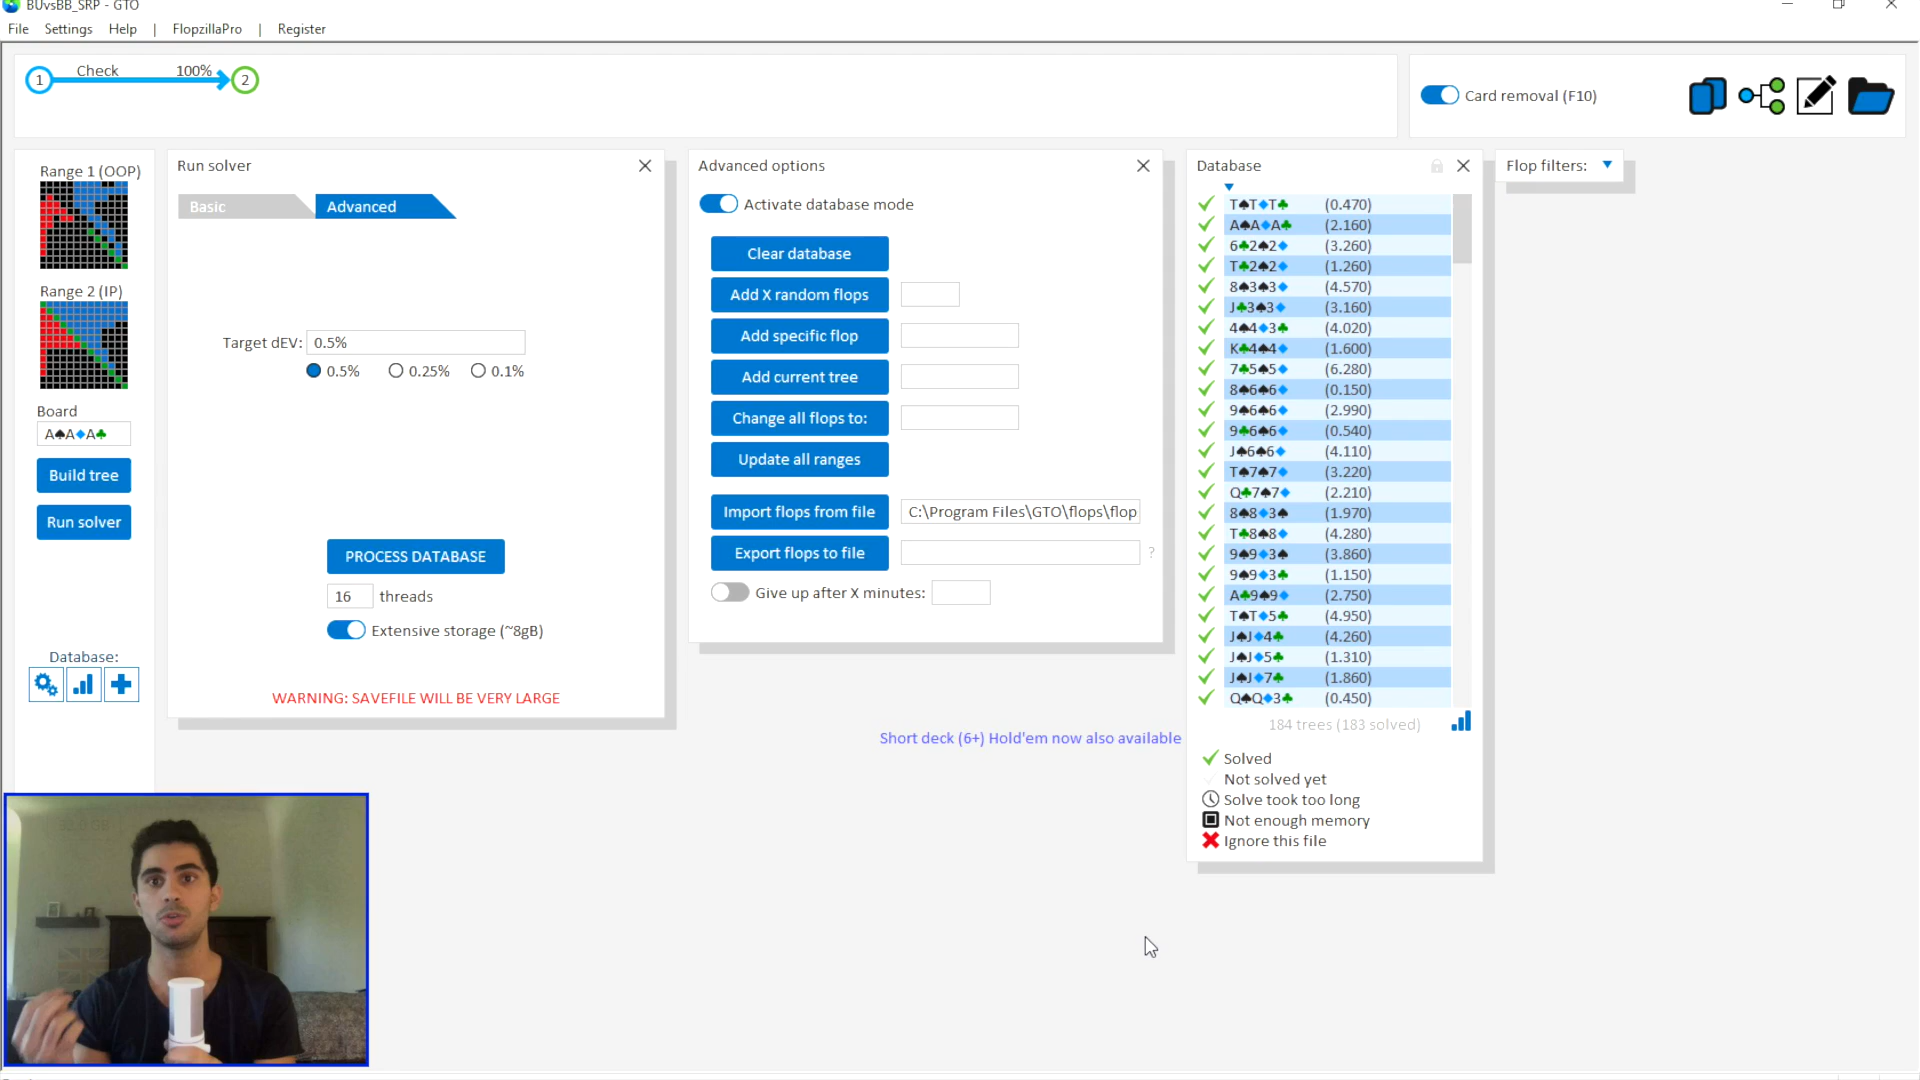 BUvsBB_SRP - GTO
File Settings Help | FlopzillaPro | Register
1 Check 100% 2
Card removal (F10)
Range 1 (OOP)
Range 2 (IP)
Board
A♠A♦A♣
Build tree
Run solver
Database:
Run solver
Basic
Advanced
Target dEV: 0.5%
0.5% 0.25% 0.1%
PROCESS DATABASE
16 threads
Extensive storage (~8gB)
WARNING: SAVEFILE WILL BE VERY LARGE
Advanced options
Activate database mode
Clear database
Add X random flops
Add specific flop
Add current tree
Change all flops to:
Update all ranges
Import flops from file C:\Program Files\GTO\flops\flop
Export flops to file ?
Give up after X minutes:
Short deck (6+) Hold'em now also available
Database
T♠T♦T♣ (0.470)
A♠A♦A♣ (2.160)
6♣2♠2♦ (3.260)
T♣2♠2♦ (1.260)
8♠3♠3♦ (4.570)
J♣3♠3♦ (3.160)
4♠4♦3♣ (4.020)
K♣4♠4♦ (1.600)
7♣5♠5♦ (6.280)
8♠6♠6♦ (0.150)
9♠6♠6♦ (2.990)
9♣6♠6♦ (0.540)
J♠6♠6♦ (4.110)
T♠7♠7♦ (3.220)
Q♣7♠7♦ (2.210)
8♠8♦3♠ (1.970)
T♣8♠8♦ (4.280)
9♠9♦3♠ (3.860)
9♠9♦3♣ (1.150)
A♣9♠9♦ (2.750)
T♠T♦5♣ (4.950)
J♠J♦4♣ (4.260)
J♠J♦5♣ (1.310)
J♠J♦7♣ (1.860)
Q♠Q♦3♣ (0.450)
184 trees (183 solved)
Solved
Not solved yet
Solve took too long
Not enough memory
Ignore this file
Flop filters: